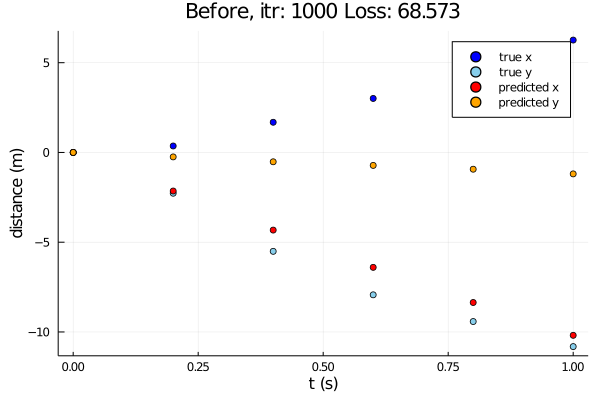 Before, itr: 1000 Loss: 68.573
5
0
−5
−10
distance (m)
true x
true y
predicted x
predicted y
0.00 0.25 0.50 0.75 1.00
t (s)